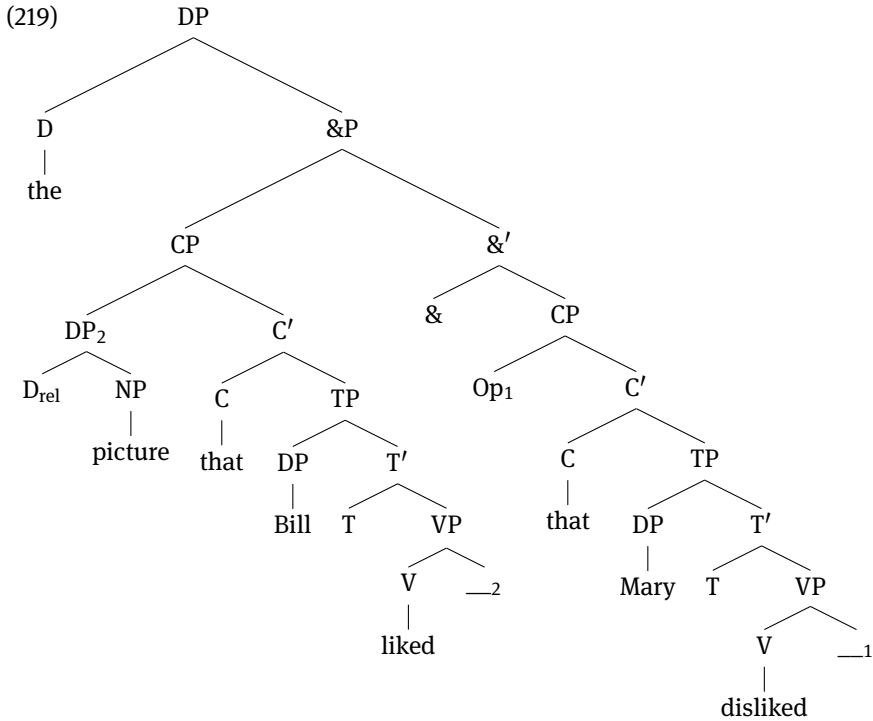 (219) DP
D &P
the
CP &′
DP₂ C′ & CP
D_rel NP C TP Op₁ C′
picture that DP T′ C TP
Bill T VP that DP T′
V __₂ Mary T VP
liked V __₁
disliked